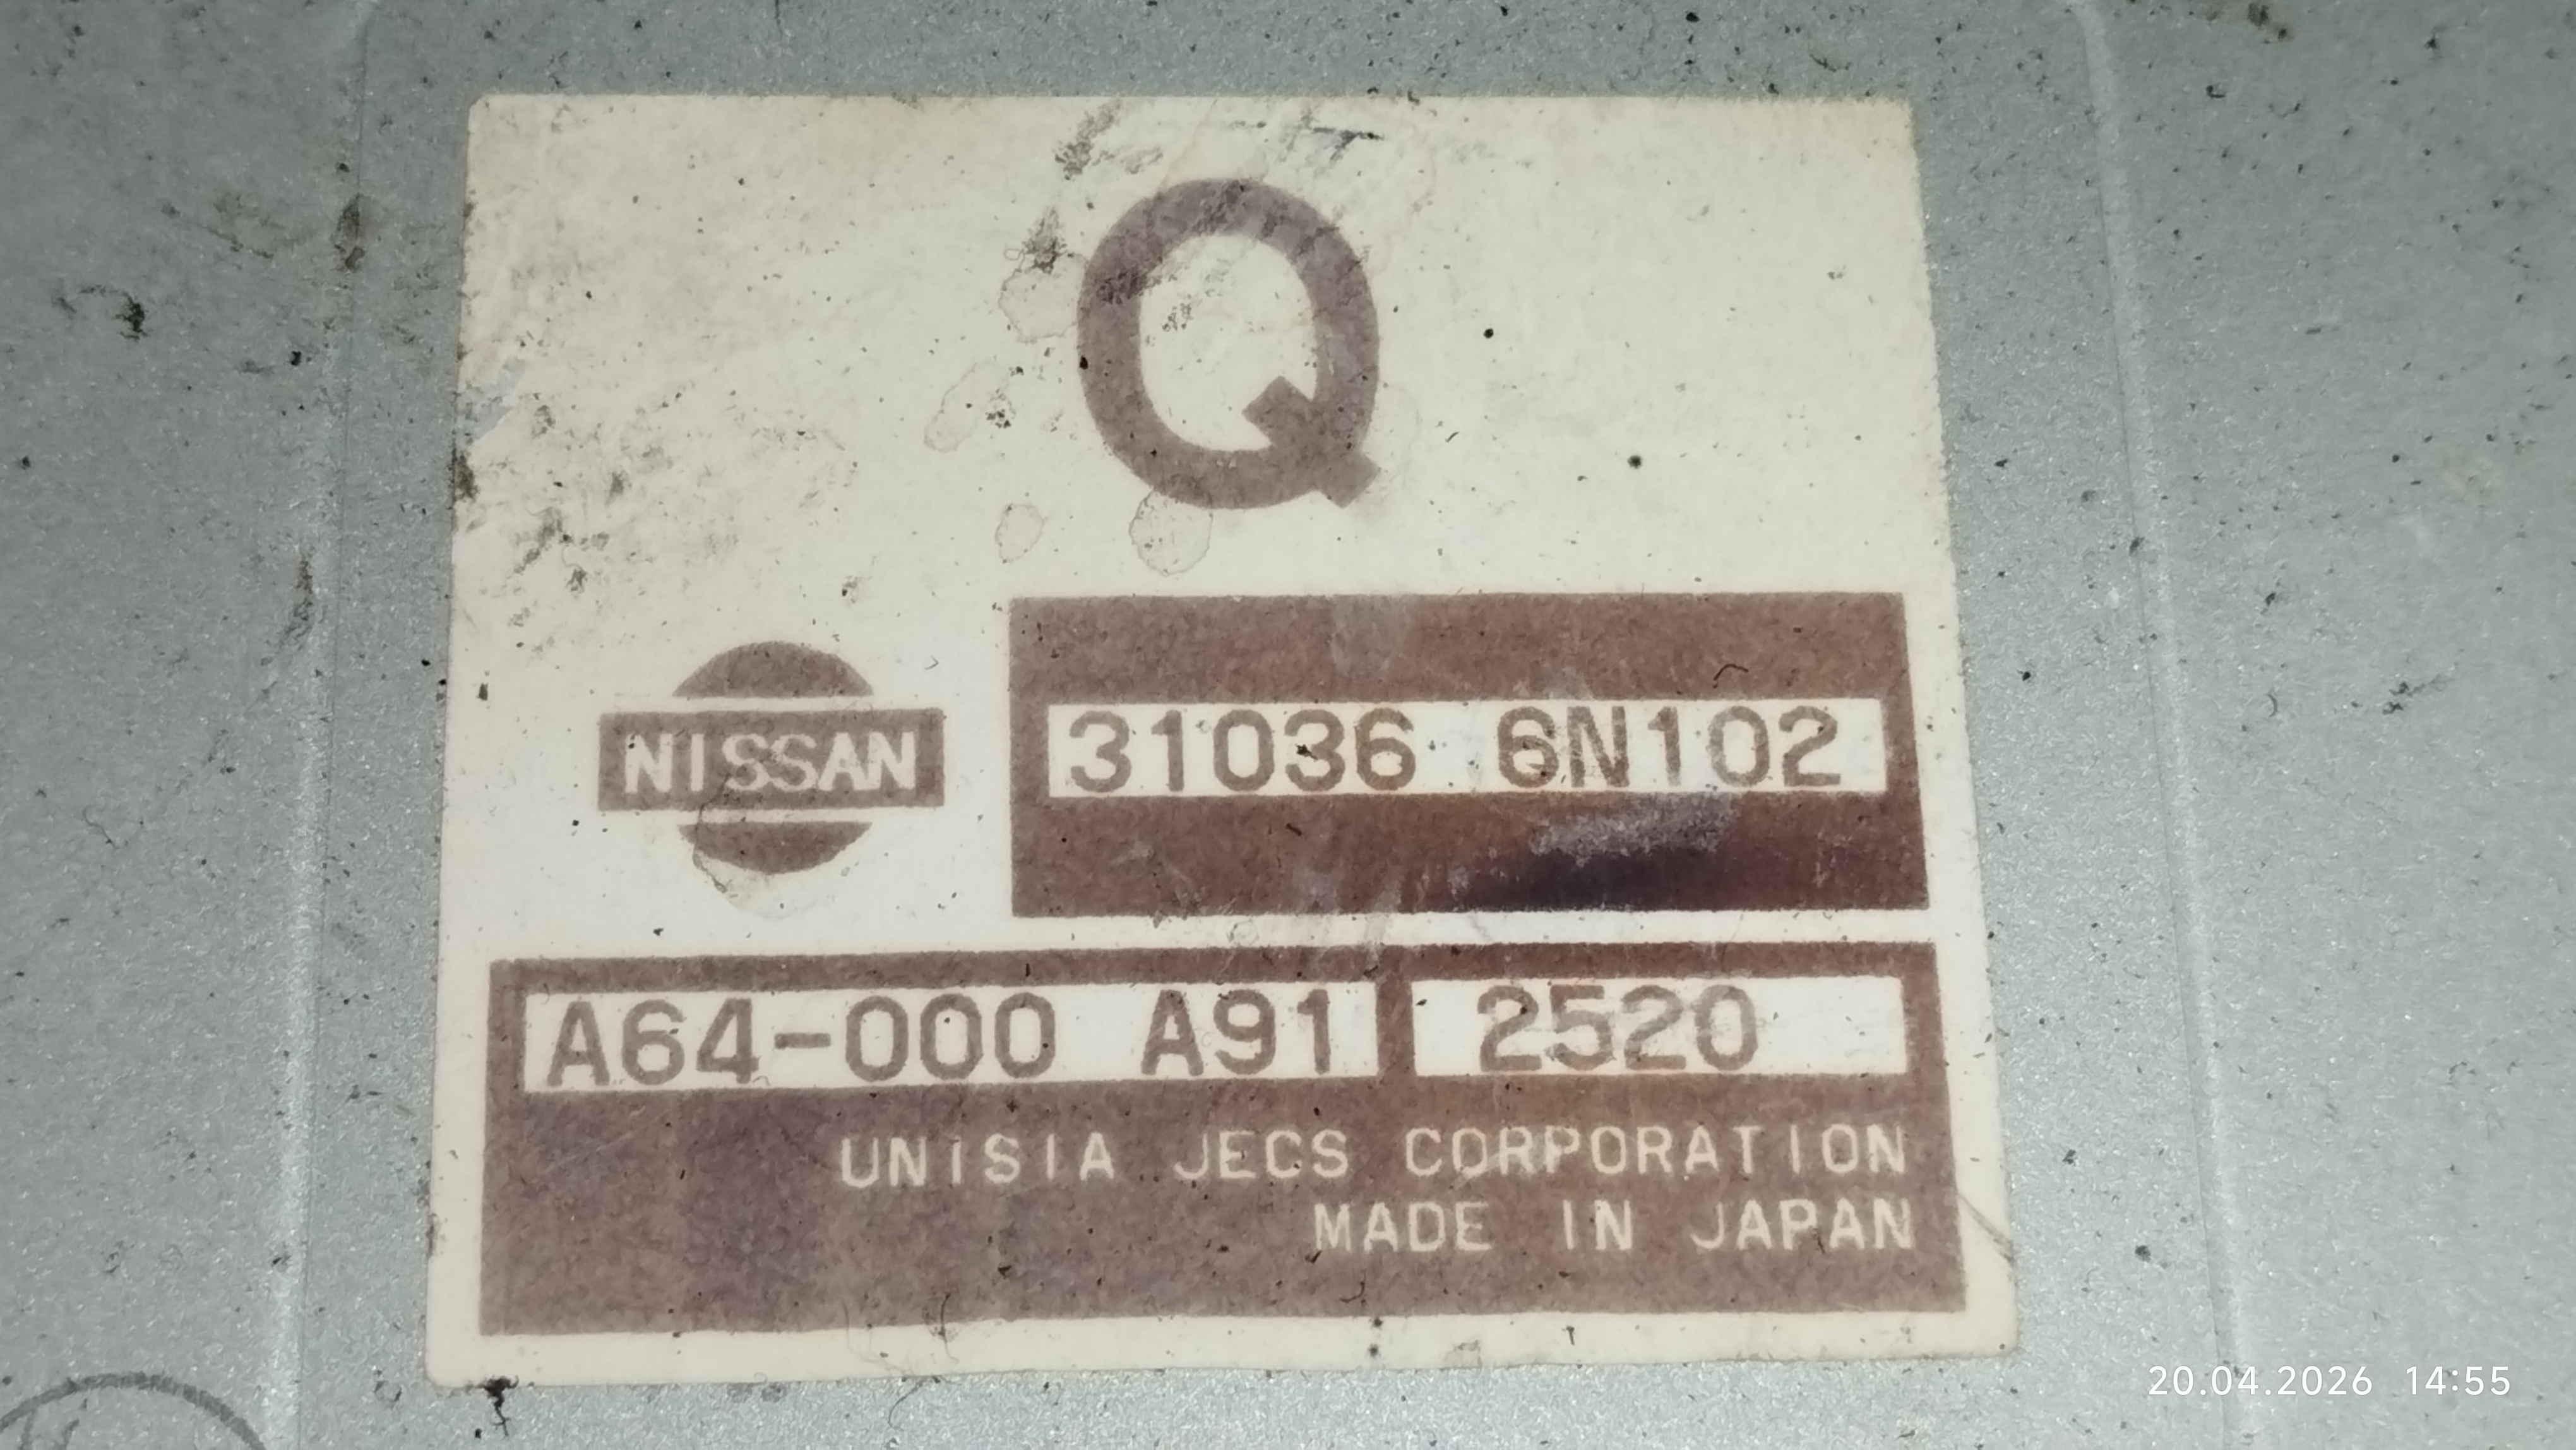 Q
NISSAN
31036 6N102
A64-000 A91 2520
UNISIA JECS CORPORATION
MADE IN JAPAN
20.04.2026 14:55